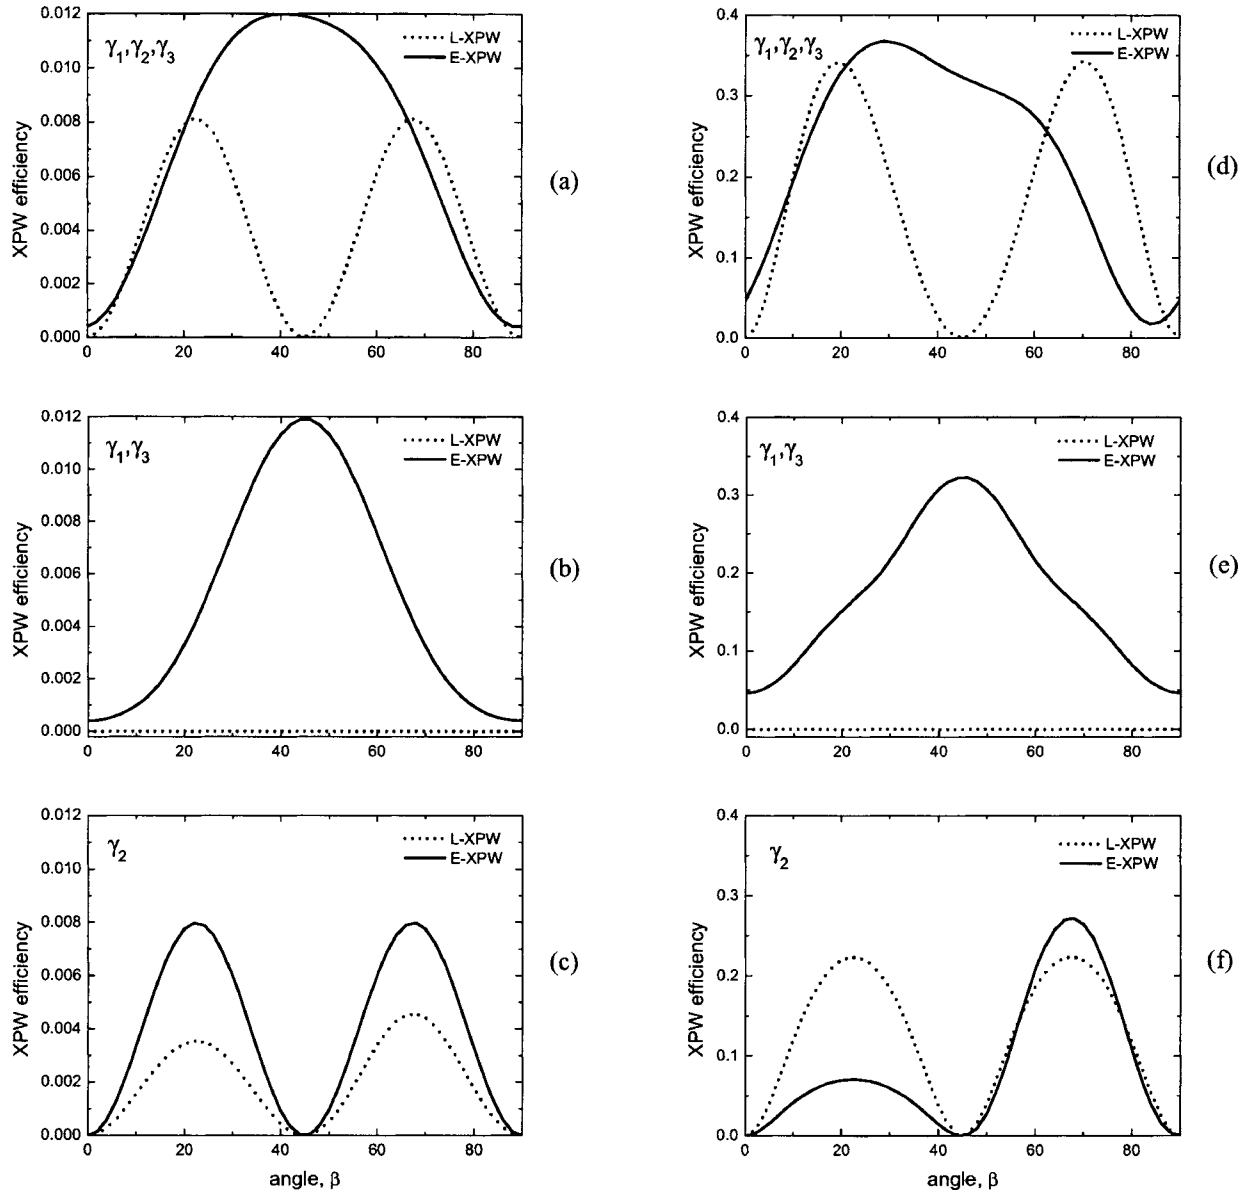 γ1,γ2,γ3
L-XPW
E-XPW
0.012
0.010
0.008
0.006
0.004
0.002
0.000
0
20
40
60
80
XPW efficiency
(a)
γ1,γ2,γ3
L-XPW
E-XPW
0.4
0.3
0.2
0.1
0.0
0
20
40
60
80
XPW efficiency
(d)
γ1,γ3
L-XPW
E-XPW
0.012
0.010
0.008
0.006
0.004
0.002
0.000
0
20
40
60
80
XPW efficiency
(b)
γ1,γ3
L-XPW
E-XPW
0.4
0.3
0.2
0.1
0.0
0
20
40
60
80
XPW efficiency
(e)
γ2
L-XPW
E-XPW
0.012
0.010
0.008
0.006
0.004
0.002
0.000
0
20
40
60
80
XPW efficiency
angle, β
(c)
γ2
L-XPW
E-XPW
0.4
0.3
0.2
0.1
0.0
0
20
40
60
80
XPW efficiency
angle, β
(f)